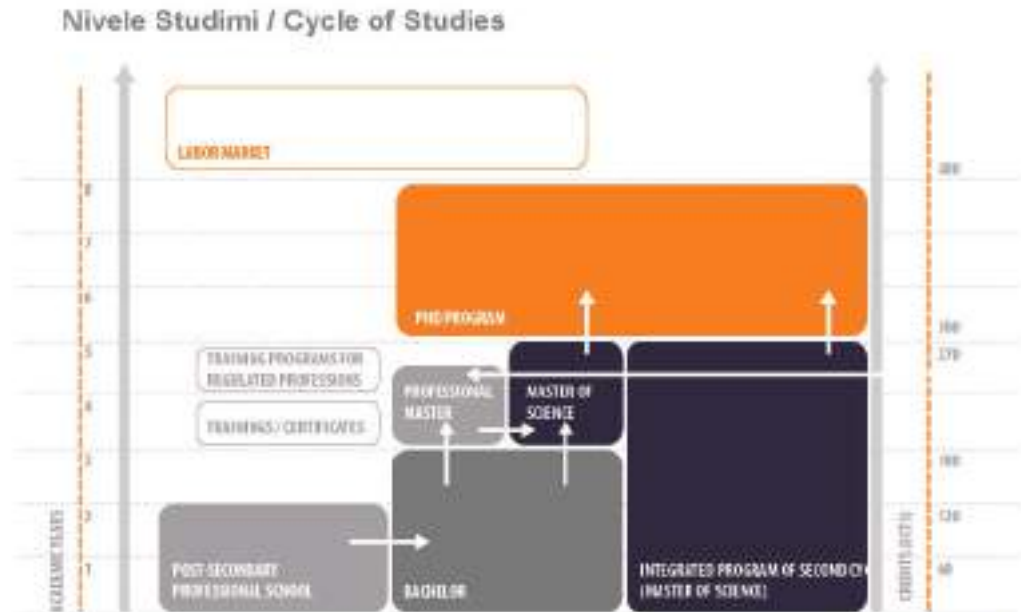 Nivele Studimi / Cycle of Studies
LABOR MARKET
8
7
6
PHD PROGRAM
5
TRAINING PROGRAMS FOR
REGULATED PROFESSIONS
270
PROFESSIONAL
MASTER
MASTER OF
SCIENCE
4
TRAININGS / CERTIFICATES
3
180
2
120
ACADEMIC YEARS
1
POST-SECONDARY
PROFESSIONAL SCHOOL
BACHELOR
INTEGRATED PROGRAM OF SECOND CY
(MASTER OF SCIENCE)
60